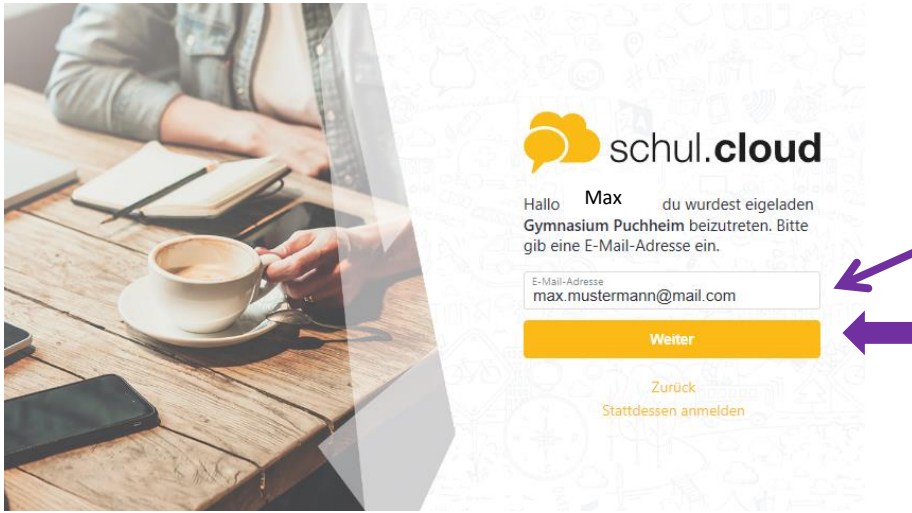 schul.cloud
Hallo Max du wurdest eigeladen
Gymnasium Puchheim beizutreten. Bitte
gib eine E-Mail-Adresse ein.
E-Mail-Adresse
max.mustermann@mail.com
Weiter
Zurück
Stattdessen anmelden